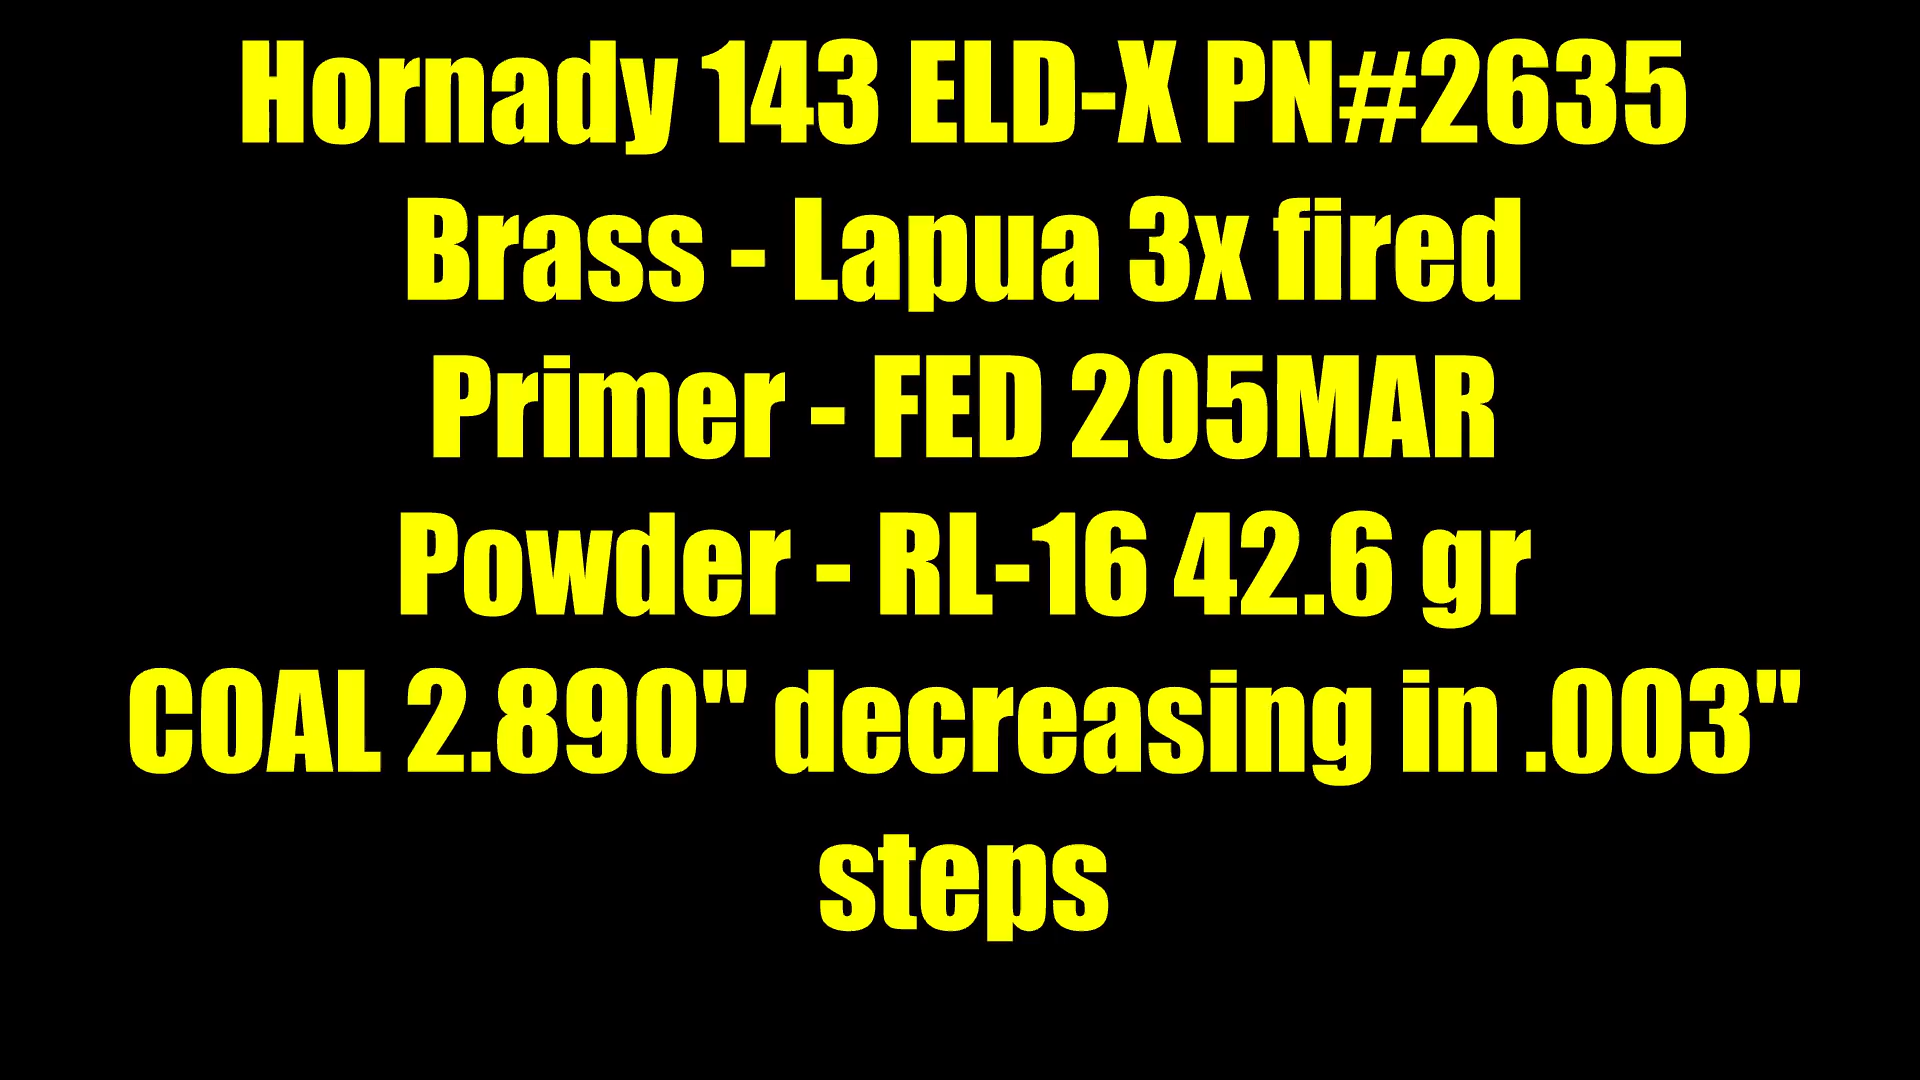 Hornady 143 ELD-X PN#2635
Brass - Lapua 3x fired
Primer - FED 205MAR
Powder - RL-16 42.6 gr
COAL 2.890" decreasing in .003"
steps